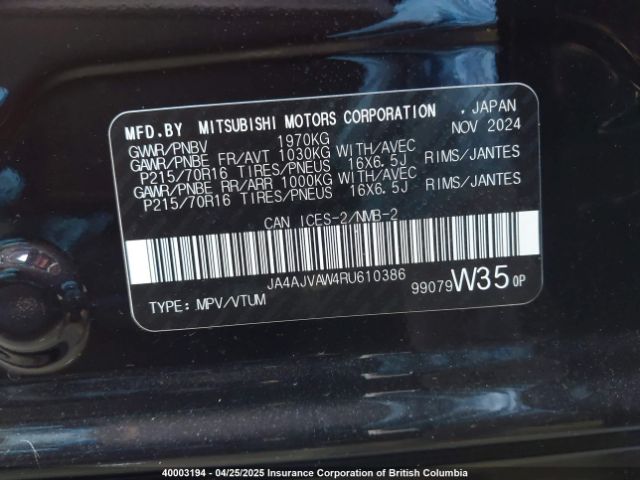 MFD.BY MITSUBISHI MOTORS CORPORATION , JAPAN
GWR/PNBV 1970KG NOV 2024
GAWR/PNBE FR/AVT 1030KG WITH/AVEC
P215/70R16 TIRES/PNEUS 16X6.5J RIMS/JANTES
GAWR/PNBE RR/ARR 1000KG WITH/AVEC
P215/70R16 TIRES/PNEUS 16X6.5J RIMS/JANTES
CAN ICES-2/NMB-2
JA4AJVAW4RU610386
99079 W35 0P
TYPE: MPV/VTUM
40003194 - 04/25/2025 Insurance Corporation of British Columbia